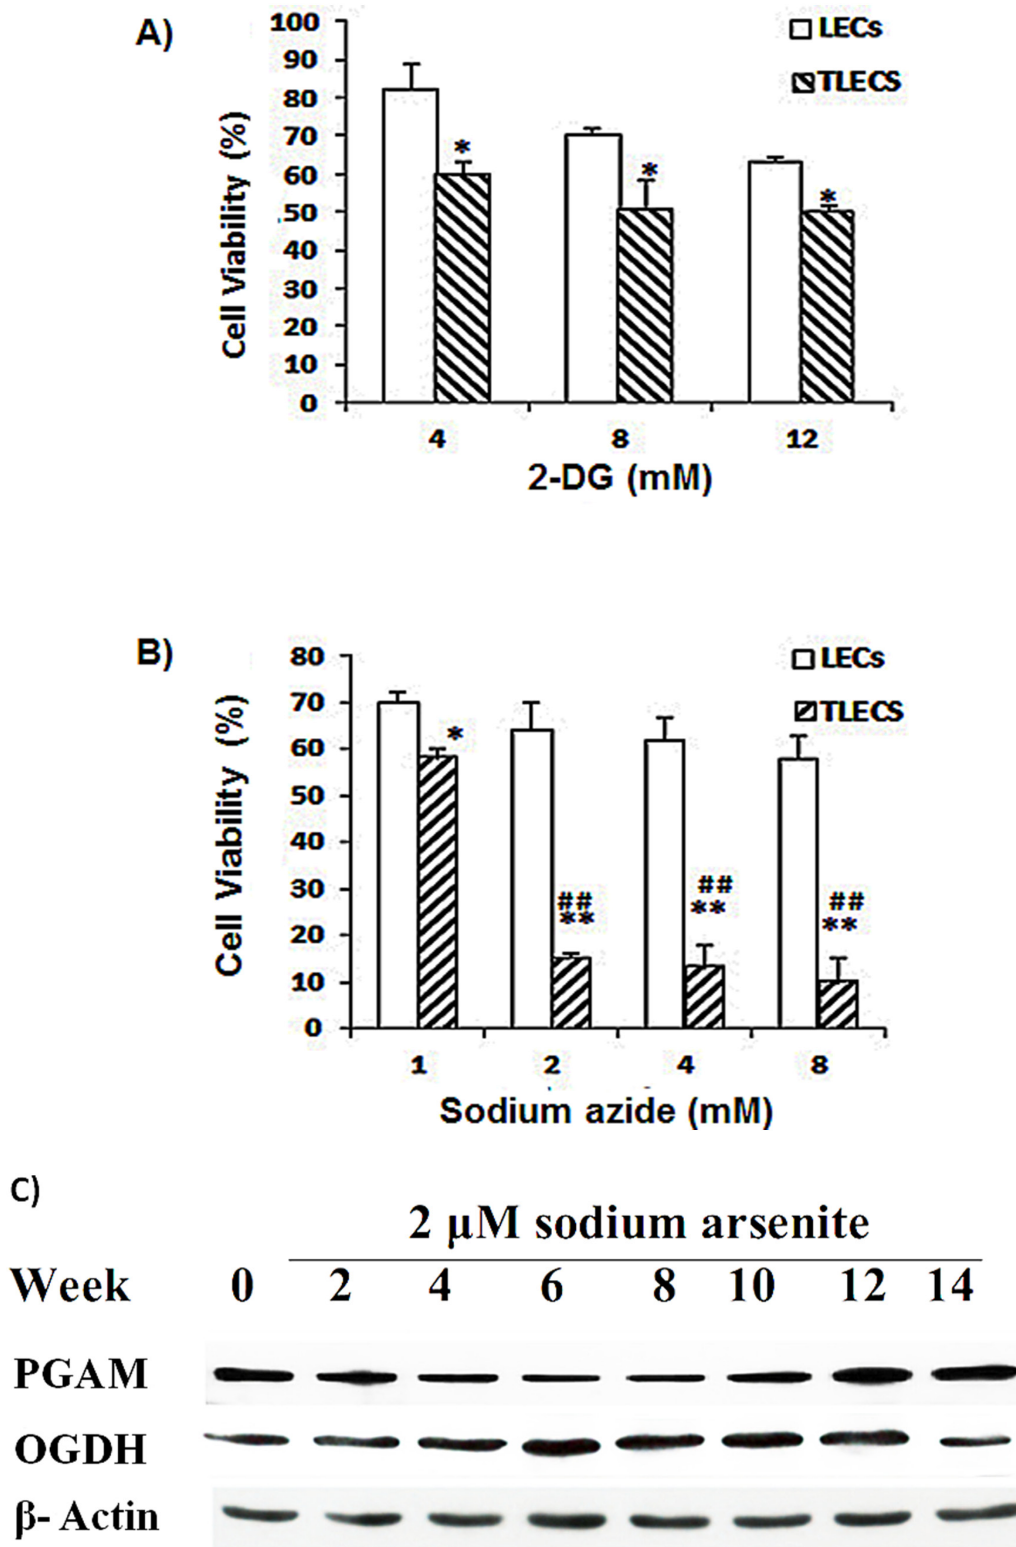 A)
100
90
80
70
60
50
40
30
20
10
0
Cell Viability (%)
LECs
TLECS
*
*
*
4 8 12
2-DG (mM)
B)
80
70
60
50
40
30
20
10
0
Cell Viability (%)
LECs
TLECS
*
## ## ##
** ** **
1 2 4 8
Sodium azide (mM)
C)
2 μM sodium arsenite
Week 0 2 4 6 8 10 12 14
PGAM
OGDH
β- Actin